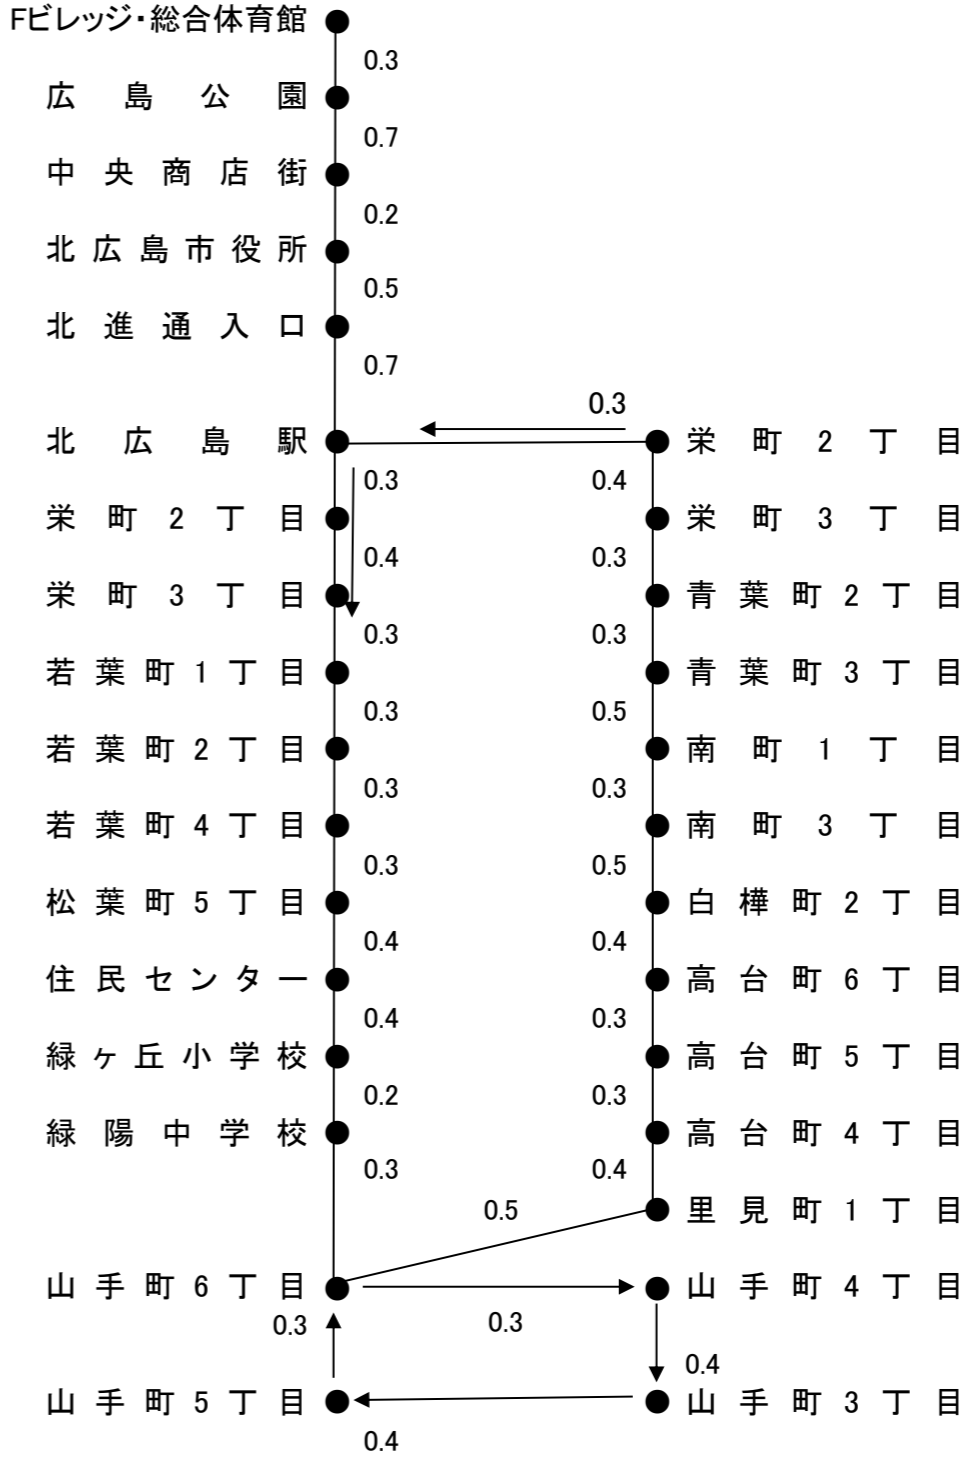 Fビレッジ・総合体育館
0.3
広島公園
0.7
中央商店街
0.2
北広島市役所
0.5
北進通入口
0.7
0.3
北広島駅 栄町2丁目
0.3 0.4
栄町2丁目 栄町3丁目
0.4 0.3
栄町3丁目 青葉町2丁目
0.3 0.3
若葉町1丁目 青葉町3丁目
0.3 0.5
若葉町2丁目 南町1丁目
0.3 0.3
若葉町4丁目 南町3丁目
0.3 0.5
松葉町5丁目 白樺町2丁目
0.4 0.4
住民センター 高台町6丁目
0.4 0.3
緑ヶ丘小学校 高台町5丁目
0.2 0.3
緑陽中学校 高台町4丁目
0.3 0.4
0.5 里見町1丁目
山手町6丁目 山手町4丁目
0.3 0.3
0.4
山手町5丁目 山手町3丁目
0.4